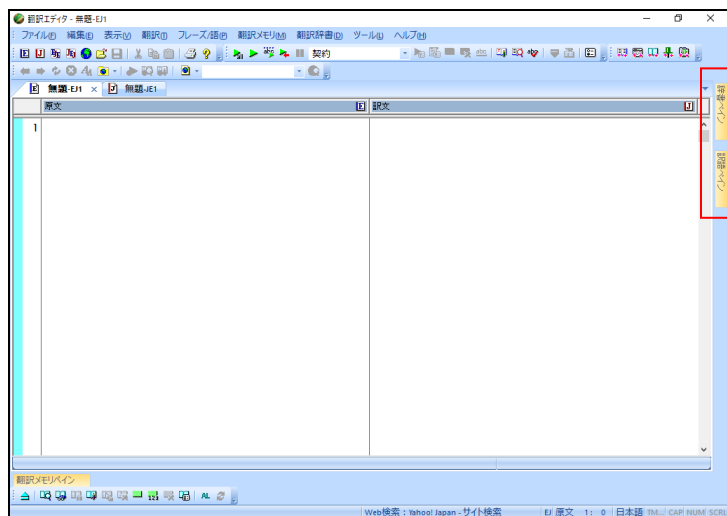 翻訳エディタ - 無題-EJ1
ファイル(F) 編集(E) 表示(V) 翻訳(T) フレーズ/語(P) 翻訳メモリ(M) 翻訳辞書(D) ツール(L) ヘルプ(H)
契約
E 無題-EJ1 × J 無題-JE1
原文 E 訳文 J
1
辞書ペイン
訳語ペイン
翻訳メモリペイン
123 AL
Web検索：Yahoo! Japan - サイト検索 EJ 原文 1: 0 日本語 TM... CAP NUM SCRL